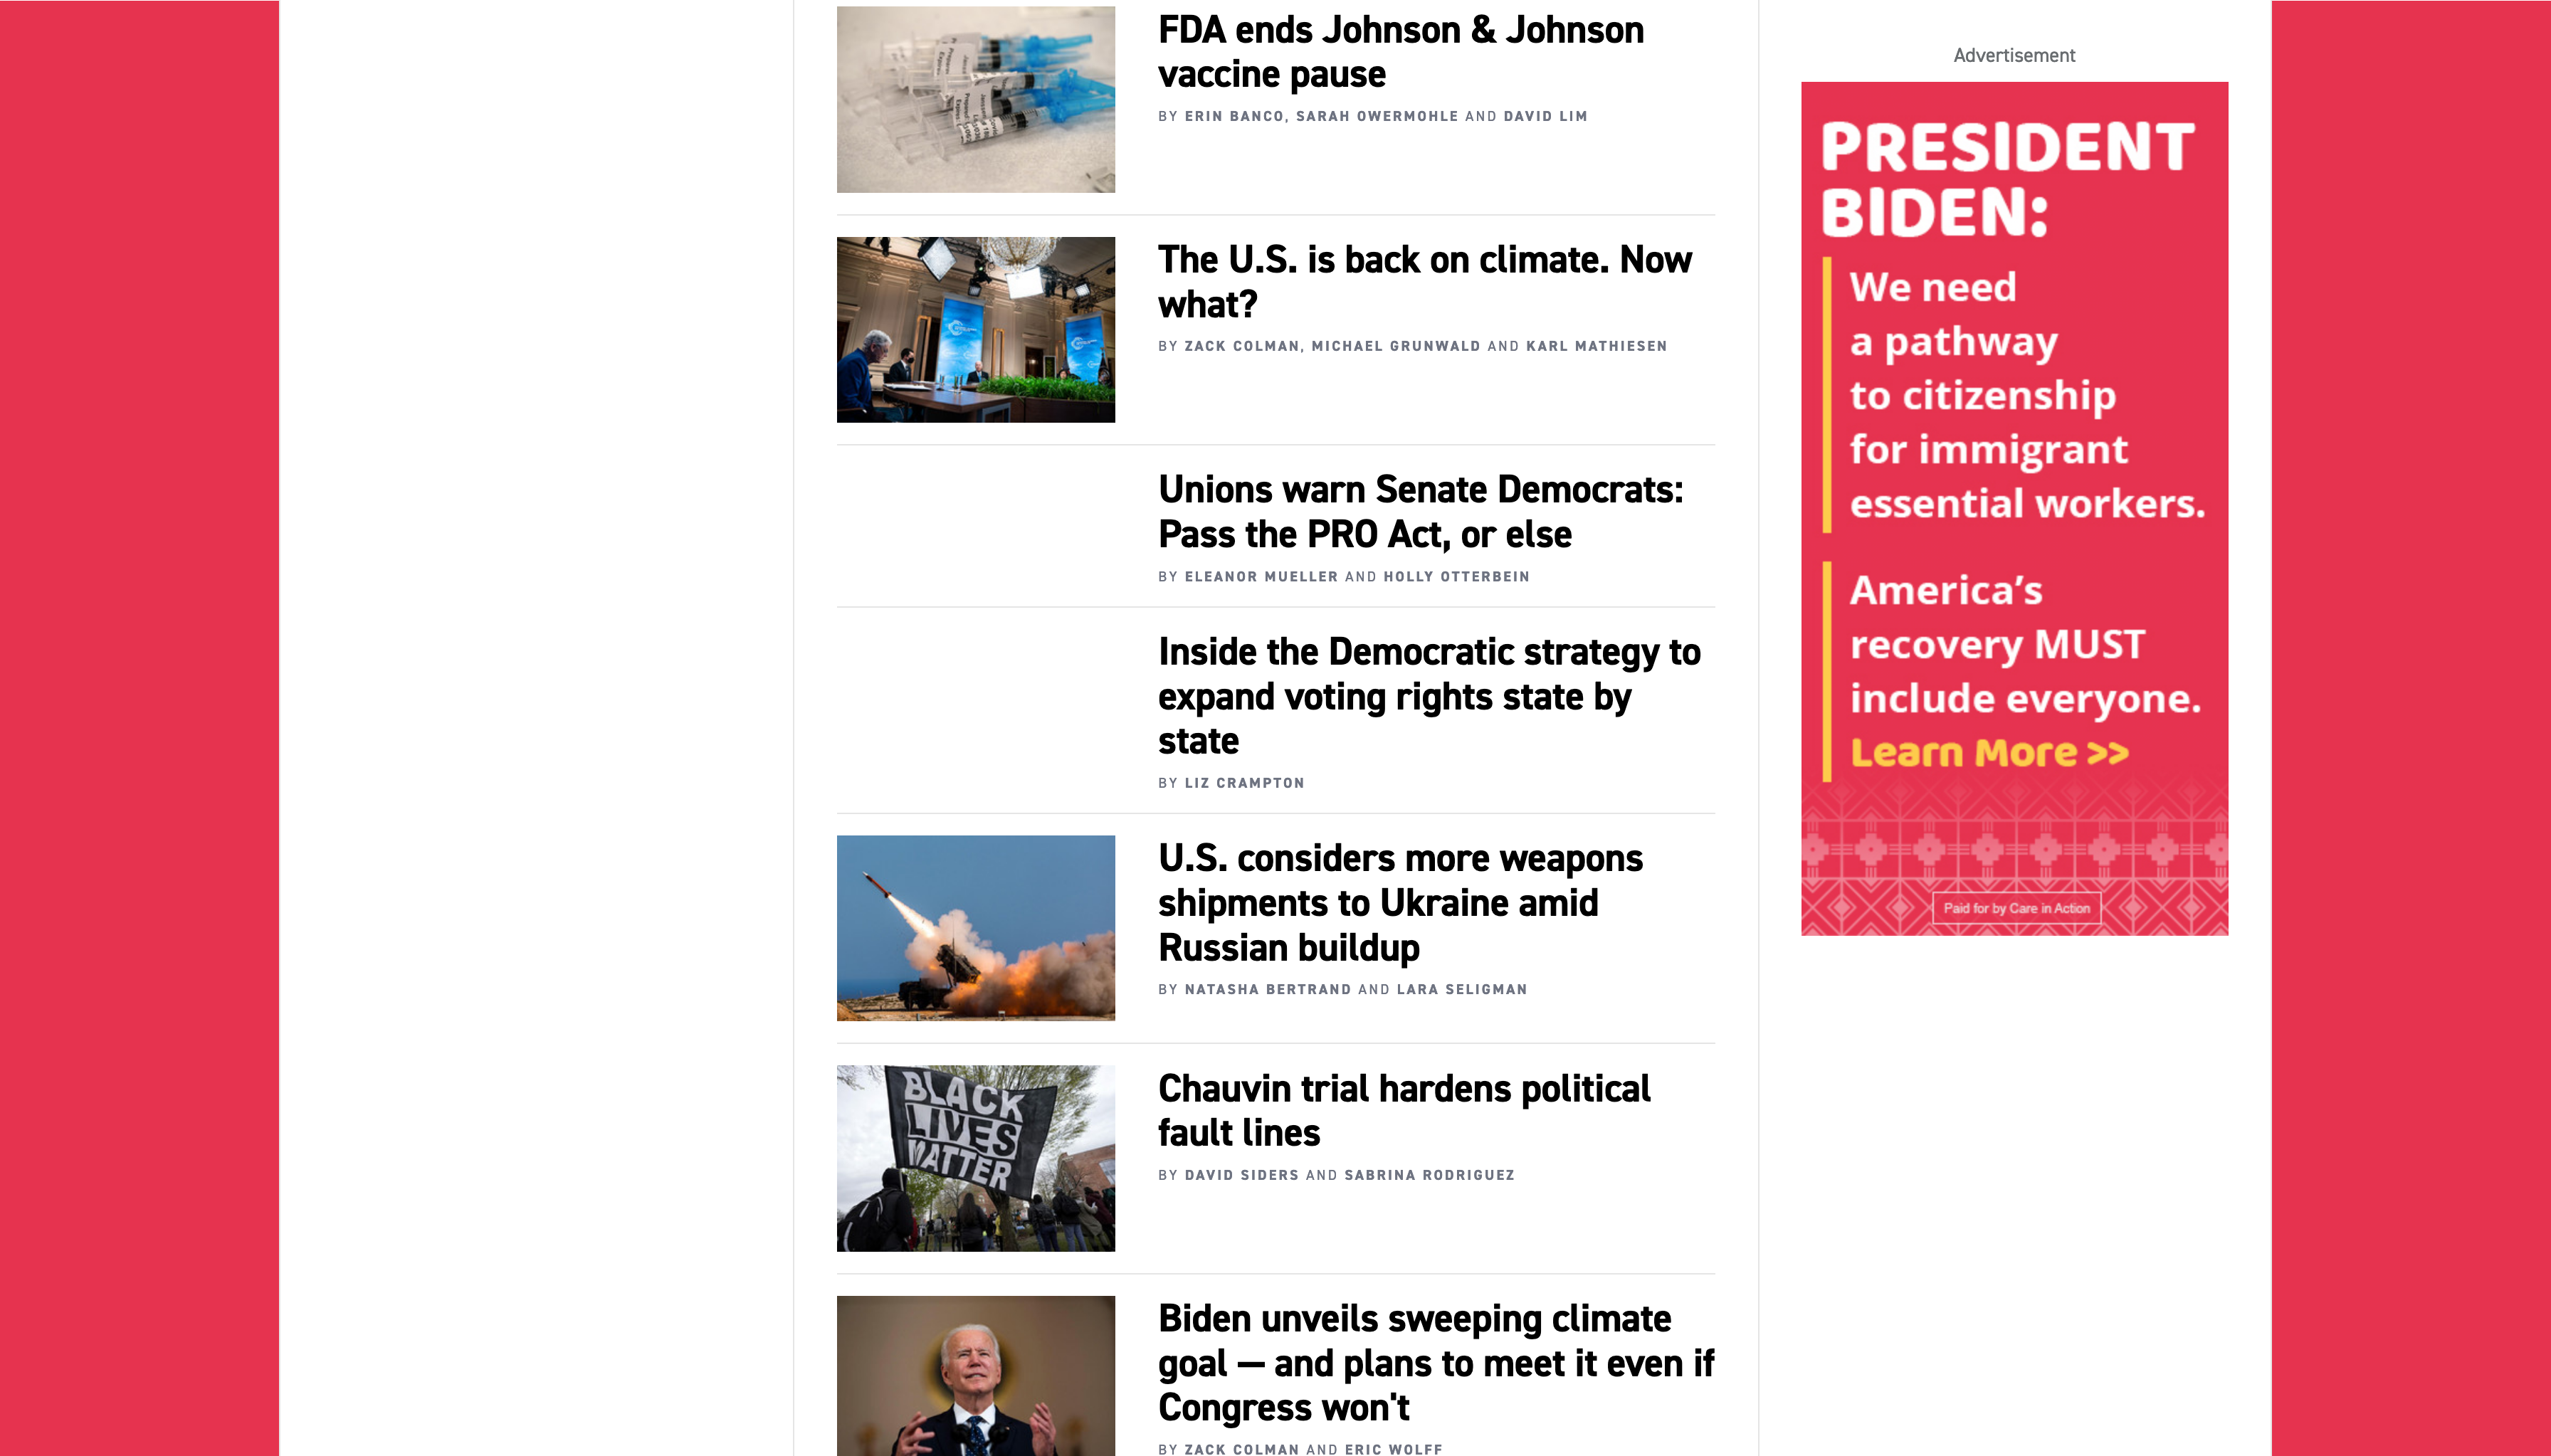 FDA ends Johnson & Johnson
vaccine pause
BY ERIN BANCO, SARAH OWERMOHLE AND DAVID LIM
The U.S. is back on climate. Now
what?
BY ZACK COLMAN, MICHAEL GRUNWALD AND KARL MATHIESEN
Unions warn Senate Democrats:
Pass the PRO Act, or else
BY ELEANOR MUELLER AND HOLLY OTTERBEIN
Inside the Democratic strategy to
expand voting rights state by
state
BY LIZ CRAMPTON
U.S. considers more weapons
shipments to Ukraine amid
Russian buildup
BY NATASHA BERTRAND AND LARA SELIGMAN
BLACK
LIVES
MATTER
Chauvin trial hardens political
fault lines
BY DAVID SIDERS AND SABRINA RODRIGUEZ
Biden unveils sweeping climate
goal — and plans to meet it even if
Congress won't
BY ZACK COLMAN AND ERIC WOLFF
Advertisement
PRESIDENT
BIDEN:
We need
a pathway
to citizenship
for immigrant
essential workers.
America’s
recovery MUST
include everyone.
Learn More >>
Paid for by Care in Action